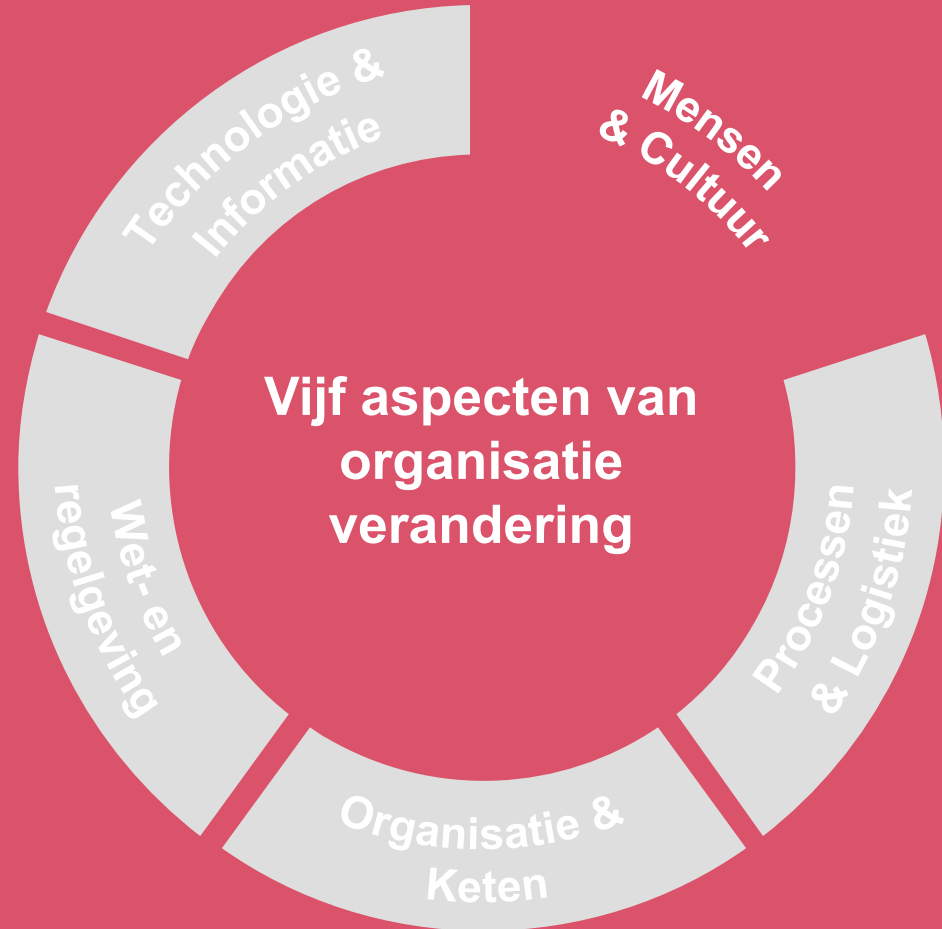 Vijf aspecten van
organisatie
verandering
Mensen
& Cultuur
Processen
& Logistiek
Organisatie &
Keten
Wet- en
regelgeving
Technologie &
Informatie